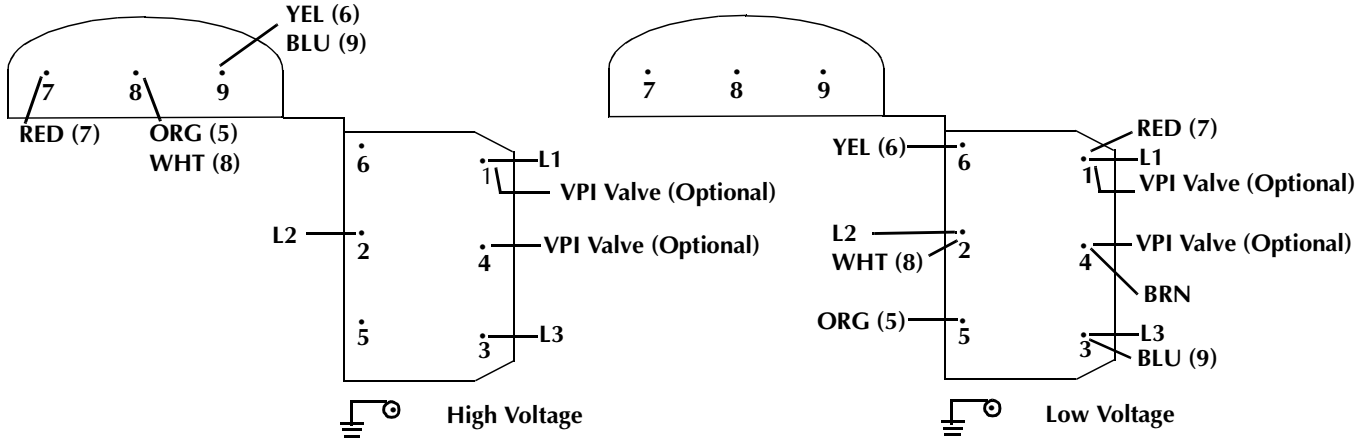 YEL (6)
BLU (9)
7
8
9
RED (7)
ORG (5)
WHT (8)
6
1
L1
VPI Valve (Optional)
L2
2
4
VPI Valve (Optional)
5
3
L3
High Voltage
7
8
9
YEL (6)
6
RED (7)
1
L1
VPI Valve (Optional)
L2
WHT (8)
2
4
VPI Valve (Optional)
BRN
ORG (5)
5
3
L3
BLU (9)
Low Voltage